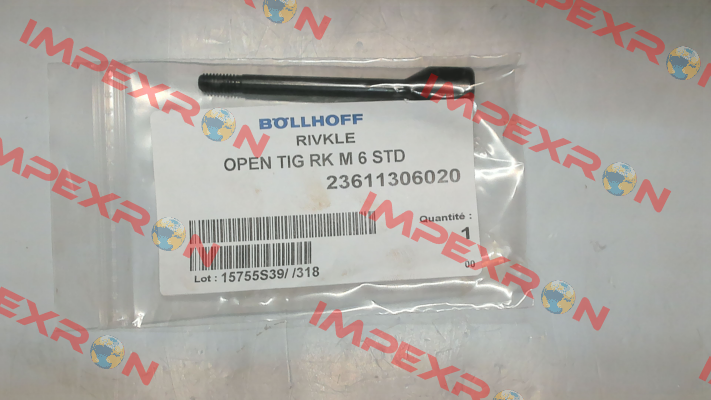 BÖLLHOFF
RIVKLE
OPEN TIG RK M 6 STD
23611306020
Quantité :
1
00
Lot : 15755S39/ /318
IMPEXRON
IMPEXRON
IMPEXRON
IMPEXRON
IMPEXRON
IMPEXRON